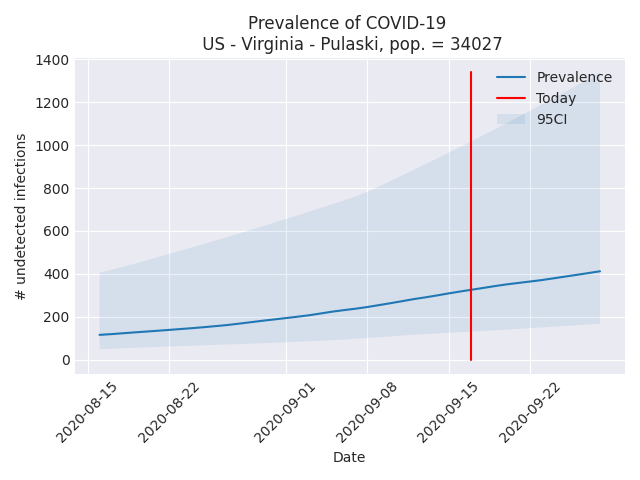 Prevalence of COVID-19
US - Virginia - Pulaski, pop. = 34027
Prevalence
Today
95CI
# undetected infections
1400
1200
1000
800
600
400
200
0
2020-08-15
2020-08-22
2020-09-01
2020-09-08
2020-09-15
2020-09-22
Date